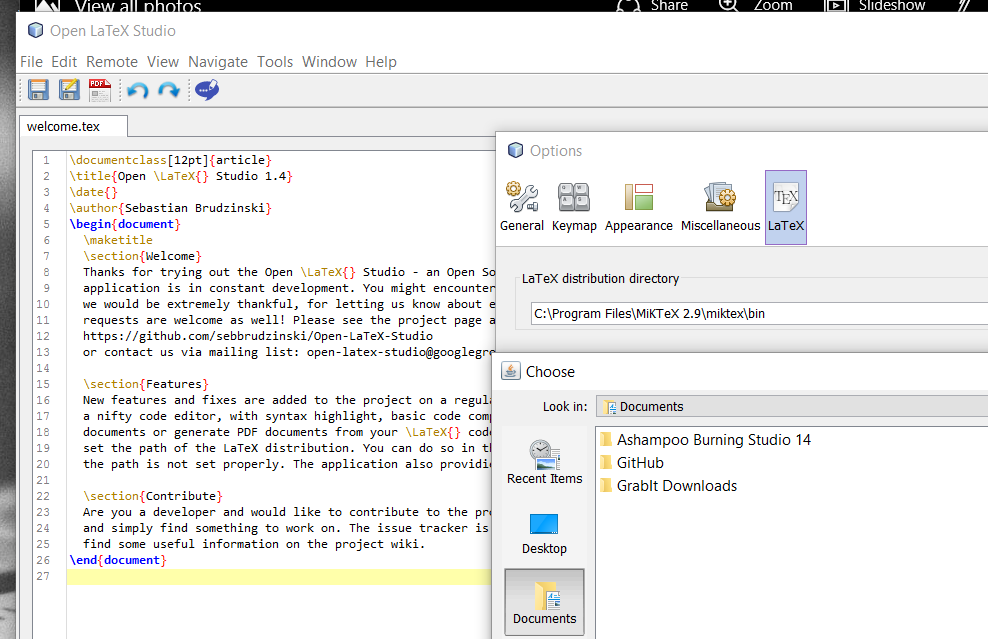 View all photos
Share Zoom Slideshow
Open LaTeX Studio
File Edit Remote View Navigate Tools Window Help
PDF
welcome.tex
1 \documentclass[12pt]{article}
2 \title{Open \LaTeX{} Studio 1.4}
3 \date{}
4 \author{Sebastian Brudzinski}
5 \begin{document}
6 \maketitle
7 \section{Welcome}
8 Thanks for trying out the Open \LaTeX{} Studio - an Open So
9 application is in constant development. You might encounter
10 we would be extremely thankful, for letting us know about e
11 requests are welcome as well! Please see the project page a
12 https://github.com/sebbrudzinski/Open-LaTeX-Studio
13 or contact us via mailing list: open-latex-studio@googlegro
14
15 \section{Features}
16 New features and fixes are added to the project on a regula
17 a nifty code editor, with syntax highlight, basic code comp
18 documents or generate PDF documents from your \LaTeX{} code
19 set the path of the LaTeX distribution. You can do so in th
20 the path is not set properly. The application also providi
21
22 \section{Contribute}
23 Are you a developer and would like to contribute to the pro
24 and simply find something to work on. The issue tracker is
25 find some useful information on the project wiki.
26 \end{document}
27
Options
TEX
General Keymap Appearance Miscellaneous LaTeX
LaTeX distribution directory
C:\Program Files\MiKTeX 2.9\miktex\bin
Choose
Look in: Documents
Ashampoo Burning Studio 14
GitHub
GrabIt Downloads
Recent Items
Desktop
Documents